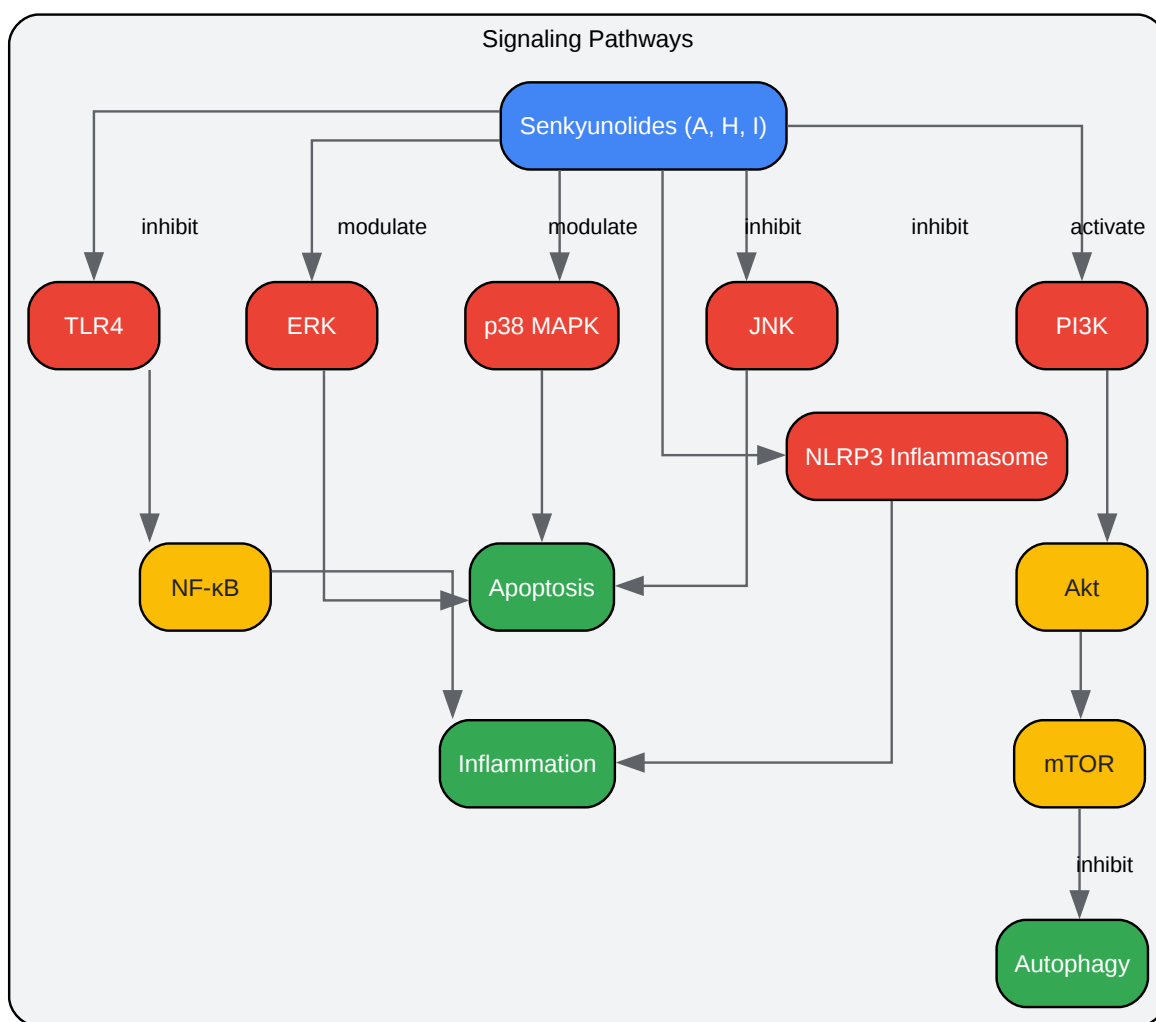 Signaling Pathways
Senkyunolides (A, H, I)
inhibit
modulate
modulate
inhibit
inhibit
activate
TLR4
ERK
p38 MAPK
JNK
PI3K
NLRP3 Inflammasome
NF-κB
Apoptosis
Akt
Inflammation
mTOR
inhibit
Autophagy